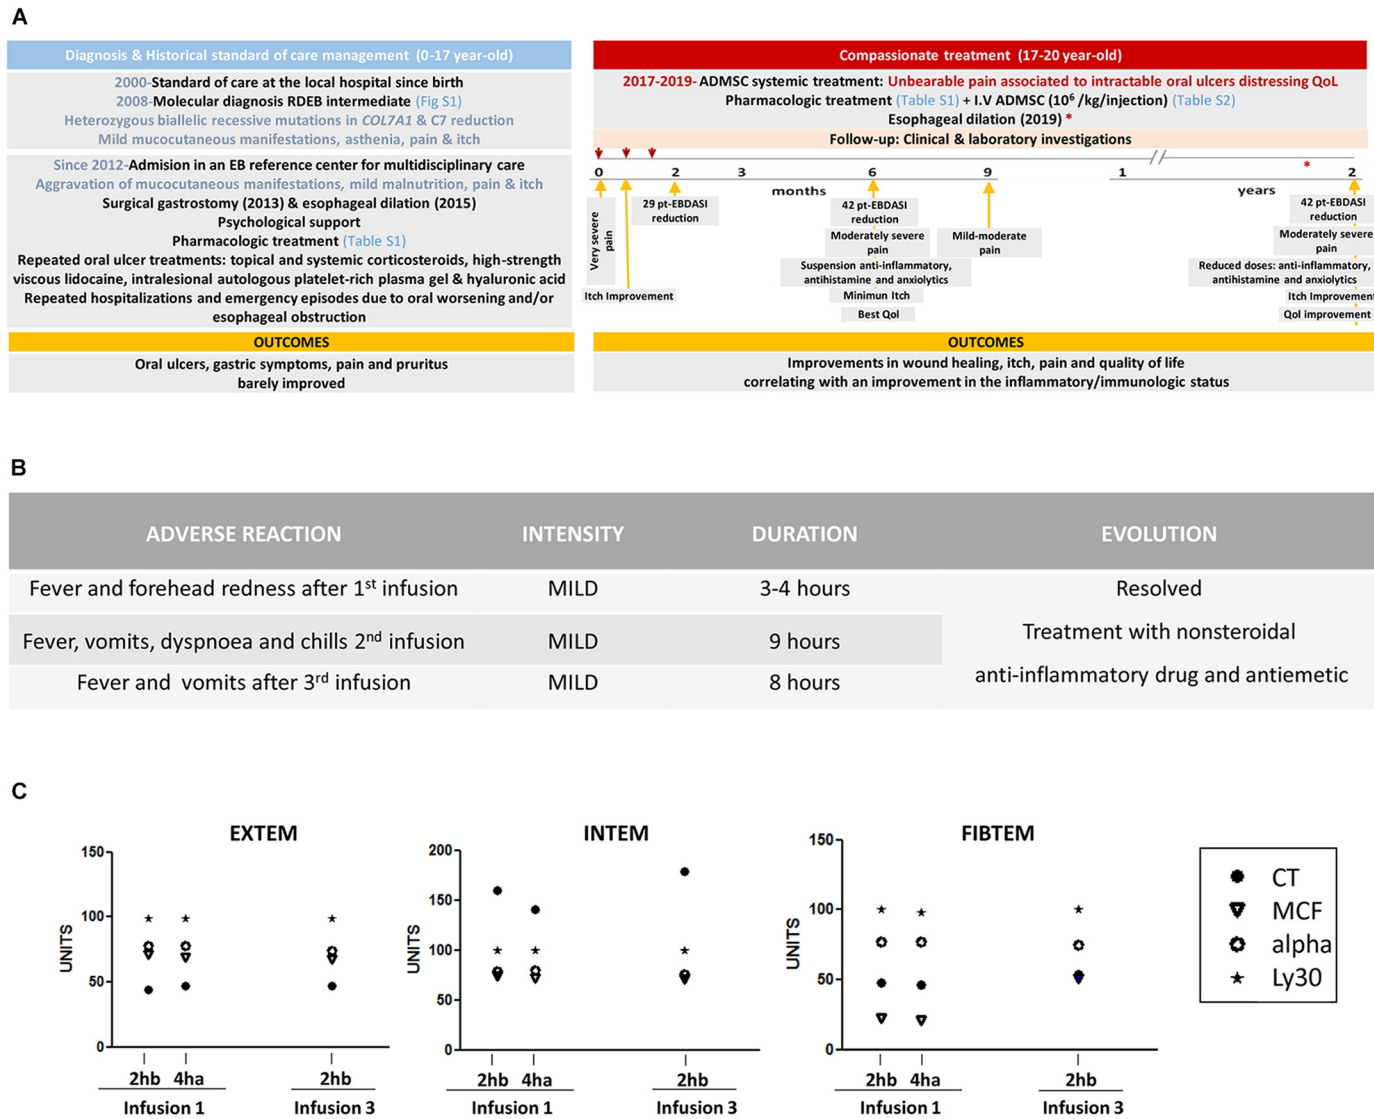 A
Diagnosis & Historical standard of care management (0-17 year-old)
2000-Standard of care at the local hospital since birth
2008-Molecular diagnosis RDEB intermediate (Fig S1)
Heterozygous biallelic recessive mutations in COL7A1 & C7 reduction
Mild mucocutaneous manifestations, asthenia, pain & itch
Since 2012-Admision in an EB reference center for multidisciplinary care
Aggravation of mucocutaneous manifestations, mild malnutrition, pain & itch
Surgical gastrostomy (2013) & esophageal dilation (2015)
Psychological support
Pharmacologic treatment (Table S1)
Repeated oral ulcer treatments: topical and systemic corticosteroids, high-strength
viscous lidocaine, intralesional autologous platelet-rich plasma gel & hyaluronic acid
Repeated hospitalizations and emergency episodes due to oral worsening and/or
esophageal obstruction
OUTCOMES
Oral ulcers, gastric symptoms, pain and pruritus
barely improved
Compassionate treatment (17-20 year-old)
2017-2019- ADMSC systemic treatment: Unbearable pain associated to intractable oral ulcers distressing QoL
Pharmacologic treatment (Table S1) + I.V ADMSC (10⁶ /kg/injection) (Table S2)
Esophageal dilation (2019) *
Follow-up: Clinical & laboratory investigations
*
0 2 3 6 9 1 2
months years
Very severe
pain
Itch Improvement
29 pt-EBDASI
reduction
42 pt-EBDASI
reduction
Moderately severe
pain
Suspension anti-inflammatory,
antihistamine and anxiolytics
Minimun Itch
Best Qol
Mild-moderate
pain
42 pt-EBDASI
reduction
Moderately severe
pain
Reduced doses: anti-inflammatory,
antihistamine and anxiolytics
Itch Improvement
Qol improvement
OUTCOMES
Improvements in wound healing, itch, pain and quality of life
correlating with an improvement in the inflammatory/immunologic status
B
ADVERSE REACTION INTENSITY DURATION EVOLUTION
Fever and forehead redness after 1st infusion MILD 3-4 hours Resolved
Fever, vomits, dyspnoea and chills 2nd infusion MILD 9 hours
Fever and vomits after 3rd infusion MILD 8 hours
Treatment with nonsteroidal
anti-inflammatory drug and antiemetic
C
EXTEM
UNITS
150
100
50
0
2hb 4ha 2hb
Infusion 1 Infusion 3
INTEM
UNITS
200
150
100
50
0
2hb 4ha 2hb
Infusion 1 Infusion 3
FIBTEM
UNITS
150
100
50
0
2hb 4ha 2hb
Infusion 1 Infusion 3
CT
MCF
alpha
Ly30